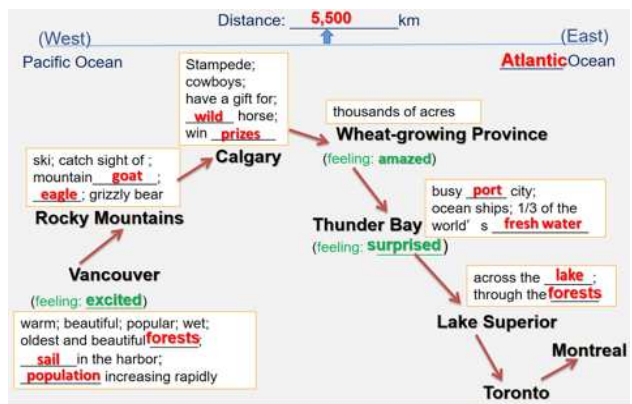 Distance: 5,500 km
(West)
(East)
Pacific Ocean
Atlantic Ocean
Stampede;
cowboys;
have a gift for;
wild horse;
win prizes
Calgary
thousands of acres
Wheat-growing Province
(feeling: amazed)
ski; catch sight of ;
mountain goat ;
eagle ; grizzly bear
Rocky Mountains
busy port city;
ocean ships; 1/3 of the
world' s fresh water
Thunder Bay
(feeling: surprised)
Vancouver
(feeling: excited)
warm; beautiful; popular; wet;
oldest and beautiful forests;
sail in the harbor;
population increasing rapidly
across the lake ;
through the forests
Lake Superior
Montreal
Toronto